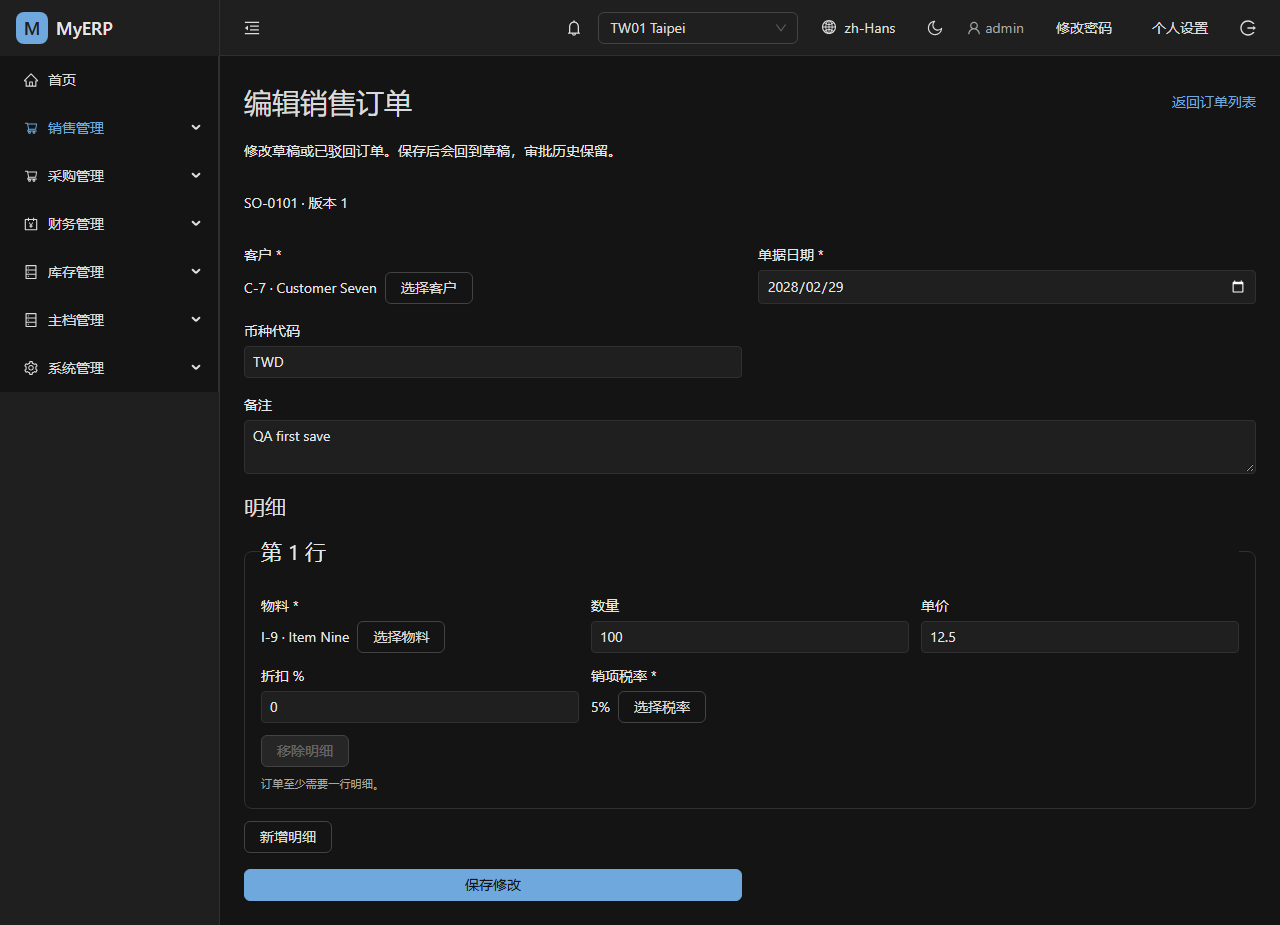 M MyERP
TW01 Taipei
zh-Hans
admin
修改密码
个人设置
首页
销售管理
采购管理
财务管理
库存管理
主档管理
系统管理
编辑销售订单
返回订单列表
修改草稿或已驳回订单。保存后会回到草稿，审批历史保留。
SO-0101 · 版本 1
客户 *
单据日期 *
C-7 · Customer Seven 选择客户
2028/02/29
币种代码
TWD
备注
QA first save
明细
第 1 行
物料 *
数量
单价
I-9 · Item Nine 选择物料
100
12.5
折扣 %
销项税率 *
0
5% 选择税率
移除明细
订单至少需要一行明细。
新增明细
保存修改